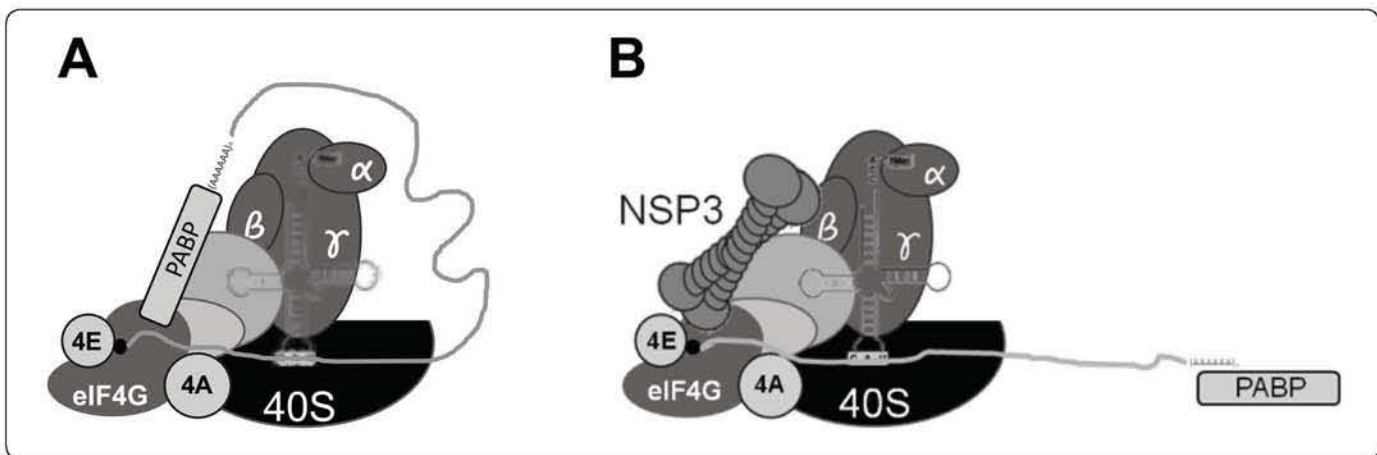 A
(AAAAAA)n
PABP
β
α
γ
4E
eIF4G
4A
40S
B
NSP3
β
α
γ
4E
eIF4G
4A
40S
PABP